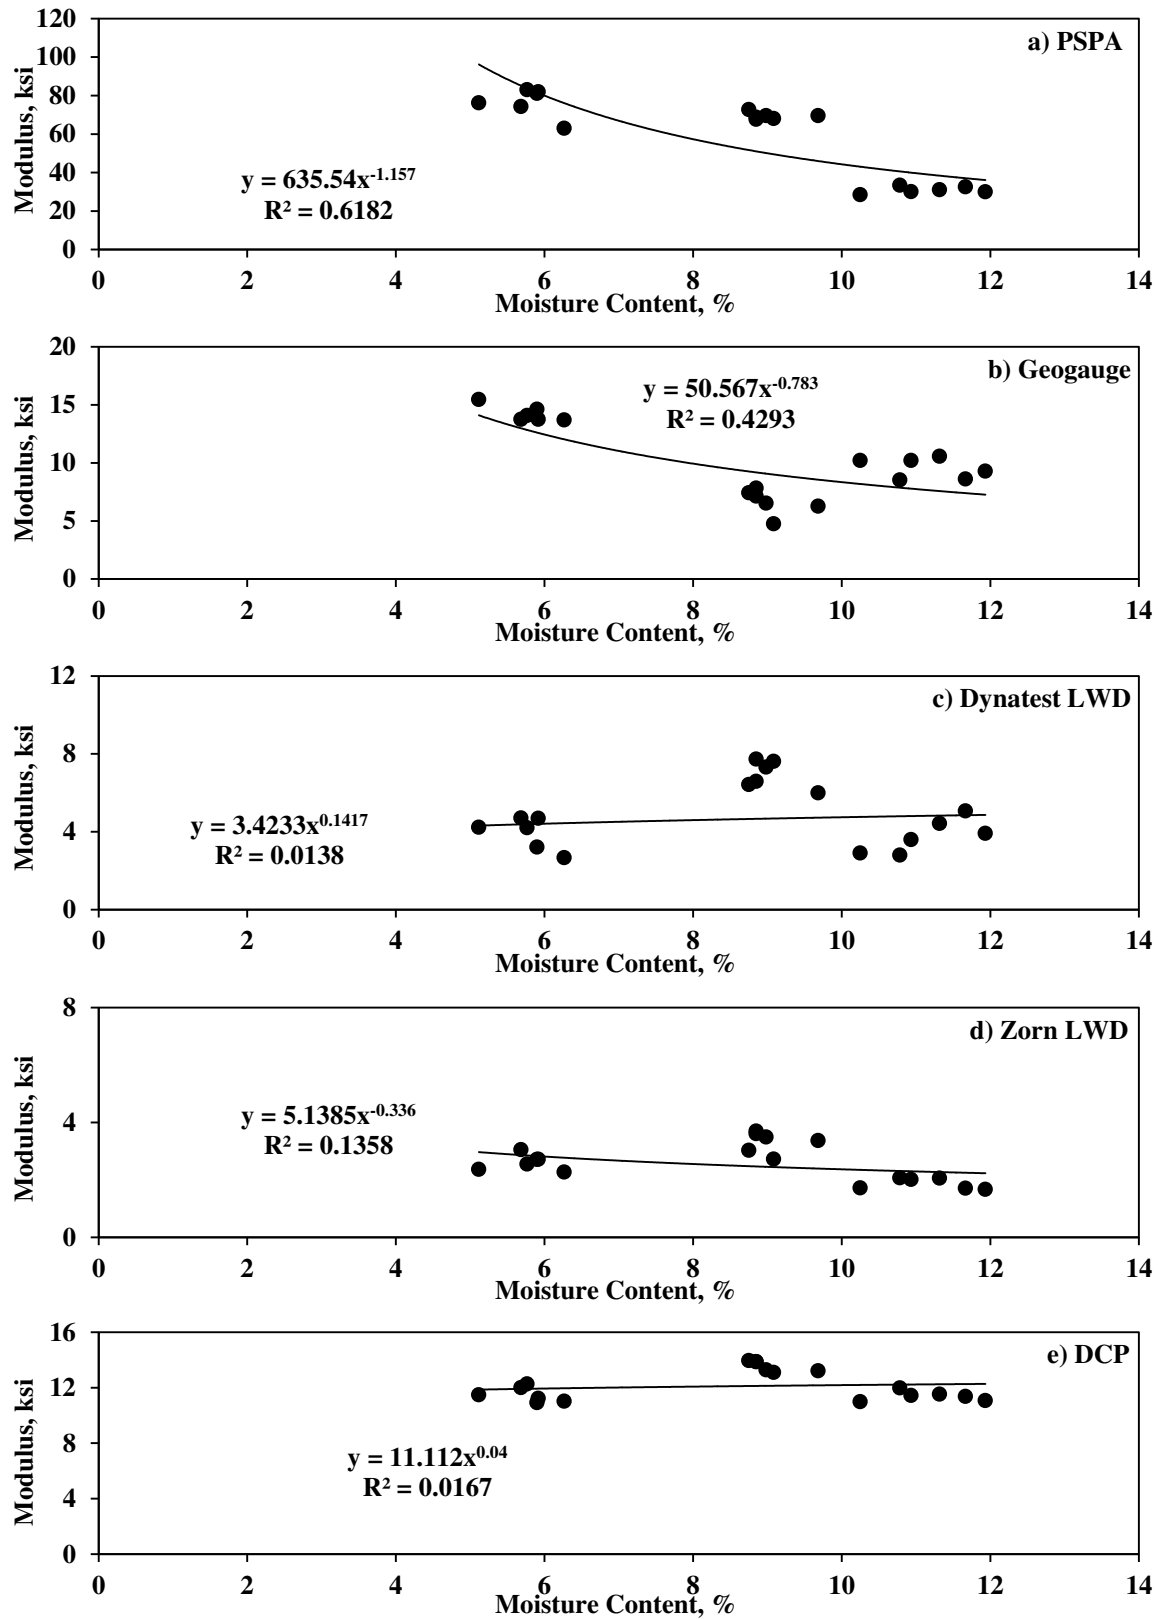 a) PSPA
Modulus, ksi
120
100
80
60
40
20
0
y = 635.54x^-1.157
R² = 0.6182
0 2 4 6 8 10 12 14
Moisture Content, %
b) Geogauge
Modulus, ksi
20
15
10
5
0
y = 50.567x^-0.783
R² = 0.4293
0 2 4 6 8 10 12 14
Moisture Content, %
c) Dynatest LWD
Modulus, ksi
12
8
4
0
y = 3.4233x^0.1417
R² = 0.0138
0 2 4 6 8 10 12 14
Moisture Content, %
d) Zorn LWD
Modulus, ksi
8
4
0
y = 5.1385x^-0.336
R² = 0.1358
0 2 4 6 8 10 12 14
Moisture Content, %
e) DCP
Modulus, ksi
16
12
8
4
0
y = 11.112x^0.04
R² = 0.0167
0 2 4 6 8 10 12 14
Moisture Content, %